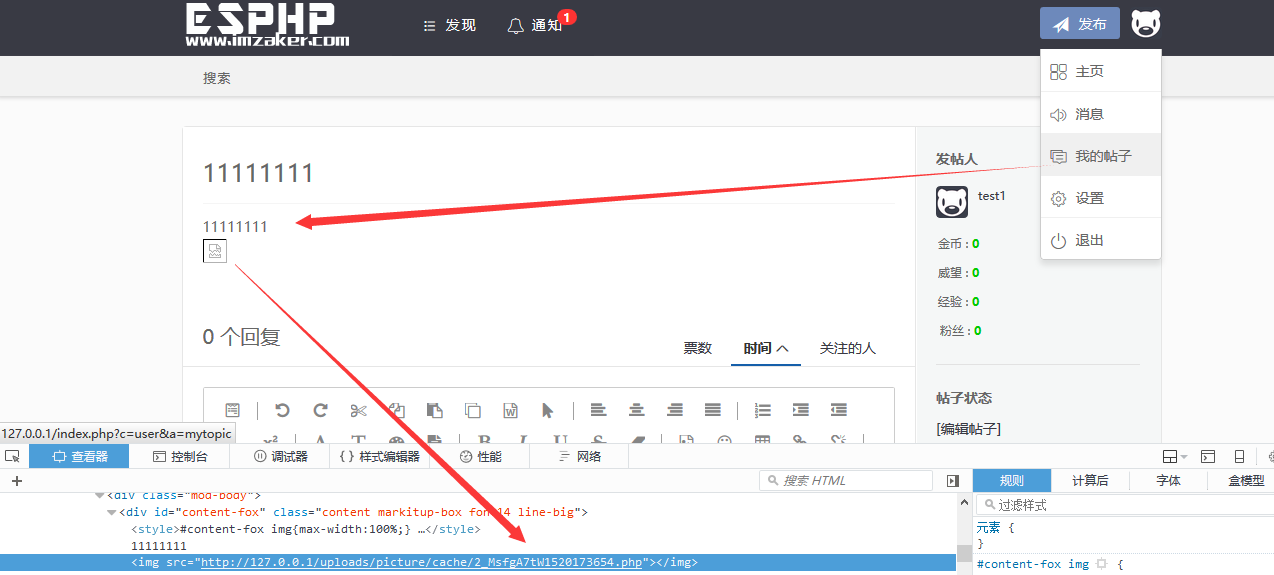 ESPHP
www.imzaker.com
发现
通知
1
发布
搜索
主页
消息
我的帖子
设置
退出
11111111
11111111
发帖人
test1
金币 : 0
威望 : 0
经验 : 0
粉丝 : 0
0 个回复
票数
时间
关注的人
帖子状态
[编辑帖子]
127.0.0.1/index.php?c=user&a=mytopic
查看器
控制台
调试器
{ } 样式编辑器
性能
网络
+
搜索 HTML
规则
计算后
字体
盒模型
过滤样式
<div class="mod-body">
<div id="content-fox" class="content markitup-box fon 14 line-big">
<style>#content-fox img{max-width:100%;} …</style>
11111111
<img src="http://127.0.0.1/uploads/picture/cache/2_MsfgA7tW1520173654.php"></img>
元素 {
}
#content-fox img {